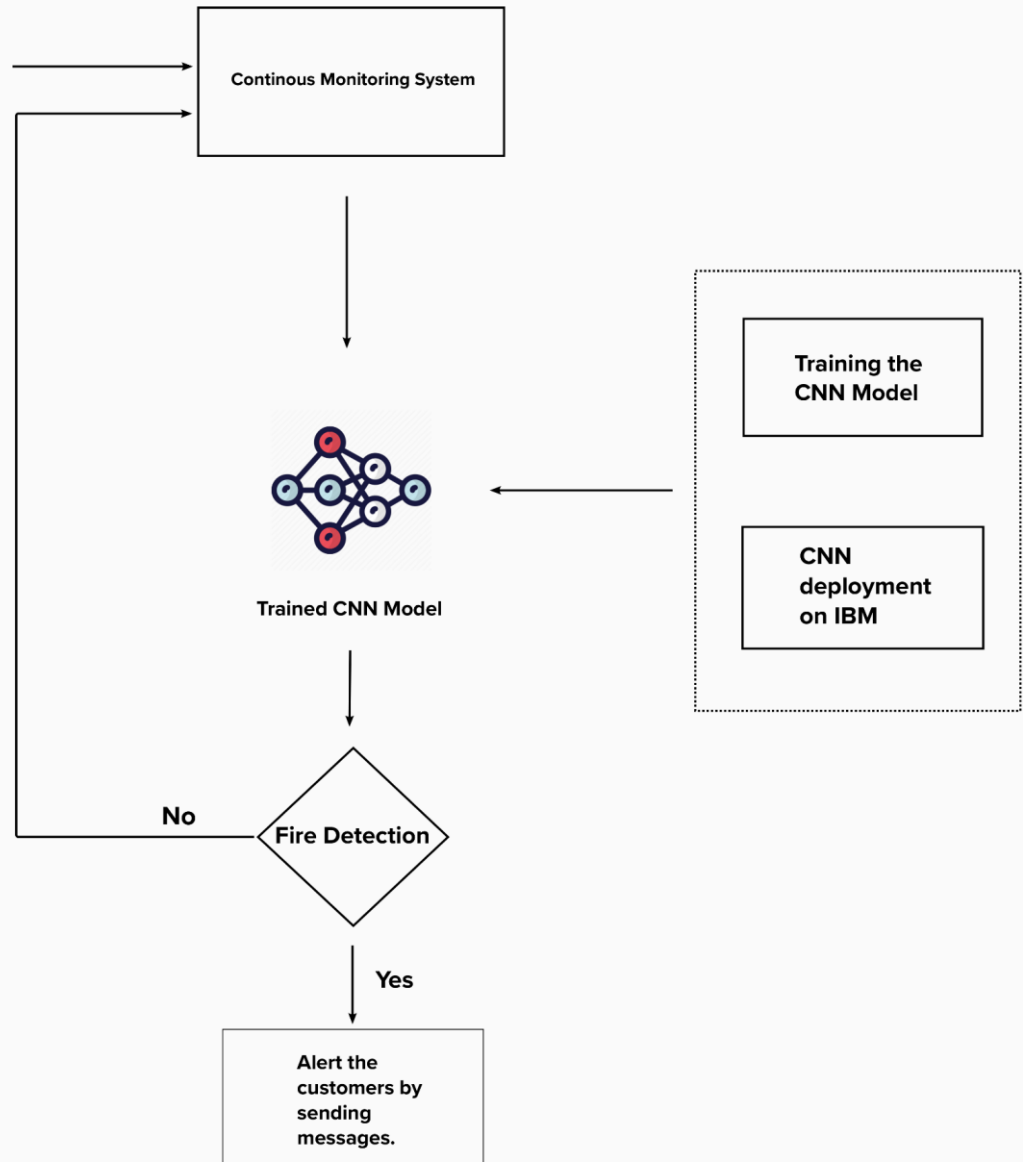 Continous Monitoring System
Training the
CNN Model
CNN
deployment
on IBM
Trained CNN Model
No
Fire Detection
Yes
Alert the
customers by
sending
messages.